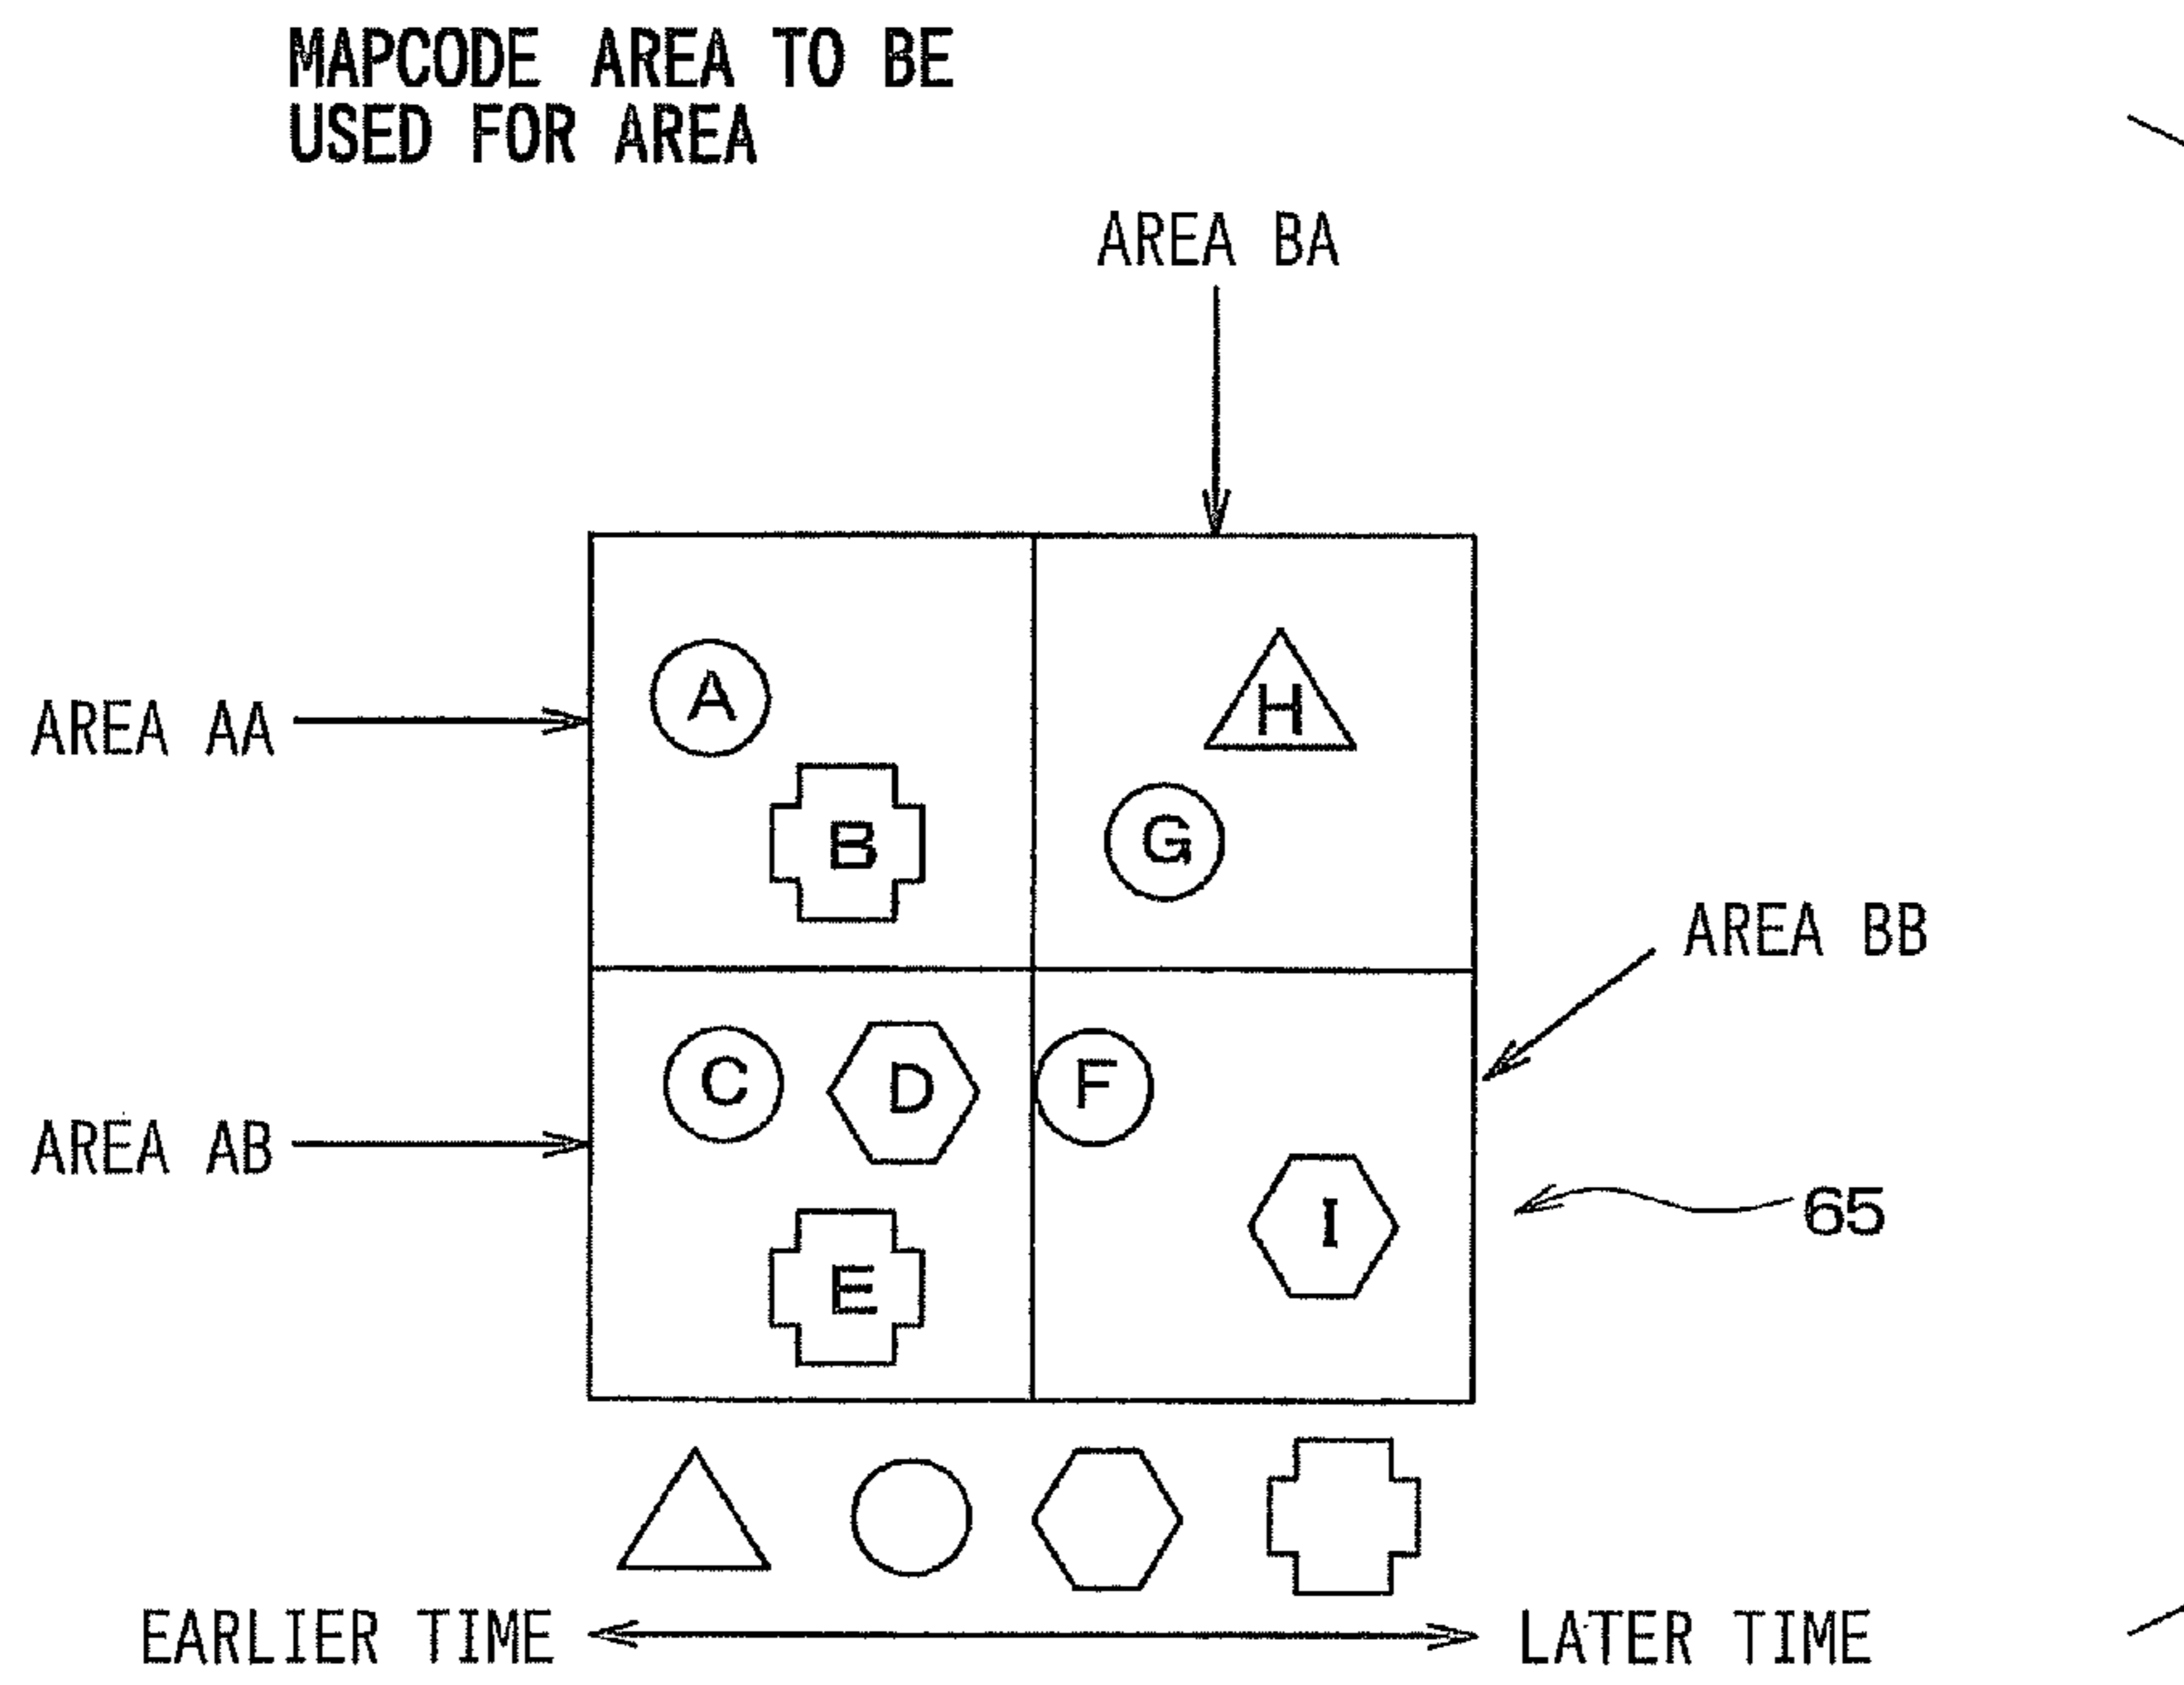 MAPCODE AREA TO BE
USED FOR AREA
AREA BA
AREA AA
A
H
B
G
AREA BB
C
D
F
AREA AB
I
65
E
EARLIER TIME
LATER TIME